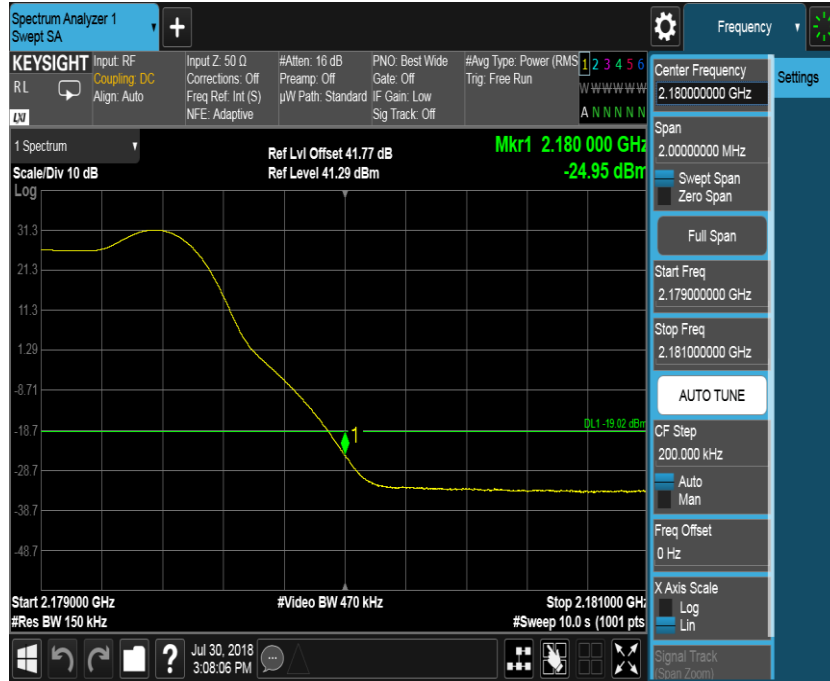 Spectrum Analyzer 1
Swept SA
+
Frequency
KEYSIGHT
RL
LXI
Input: RF
Coupling: DC
Align: Auto
Input Z: 50 Ω
Corrections: Off
Freq Ref: Int (S)
NFE: Adaptive
#Atten: 16 dB
Preamp: Off
µW Path: Standard
PNO: Best Wide
Gate: Off
IF Gain: Low
Sig Track: Off
#Avg Type: Power (RMS
Trig: Free Run
1 2 3 4 5 6
W W W W W W
A N N N N N
1 Spectrum
Scale/Div 10 dB
Log
Ref Lvl Offset 41.77 dB
Ref Level 41.29 dBm
Mkr1 2.180 000 GHz
-24.95 dBm
31.3
21.3
11.3
1.29
-8.71
-18.7
-28.7
-38.7
-48.7
DL1 -19.02 dBm
1
Start 2.179000 GHz
#Res BW 150 kHz
#Video BW 470 kHz
Stop 2.181000 GHz
#Sweep 10.0 s (1001 pts
?
Jul 30, 2018
3:08:06 PM
Center Frequency
2.180000000 GHz
Span
2.00000000 MHz
Swept Span
Zero Span
Full Span
Start Freq
2.179000000 GHz
Stop Freq
2.181000000 GHz
AUTO TUNE
CF Step
200.000 kHz
Auto
Man
Freq Offset
0 Hz
X Axis Scale
Log
Lin
Signal Track
(Span Zoom)
Settings